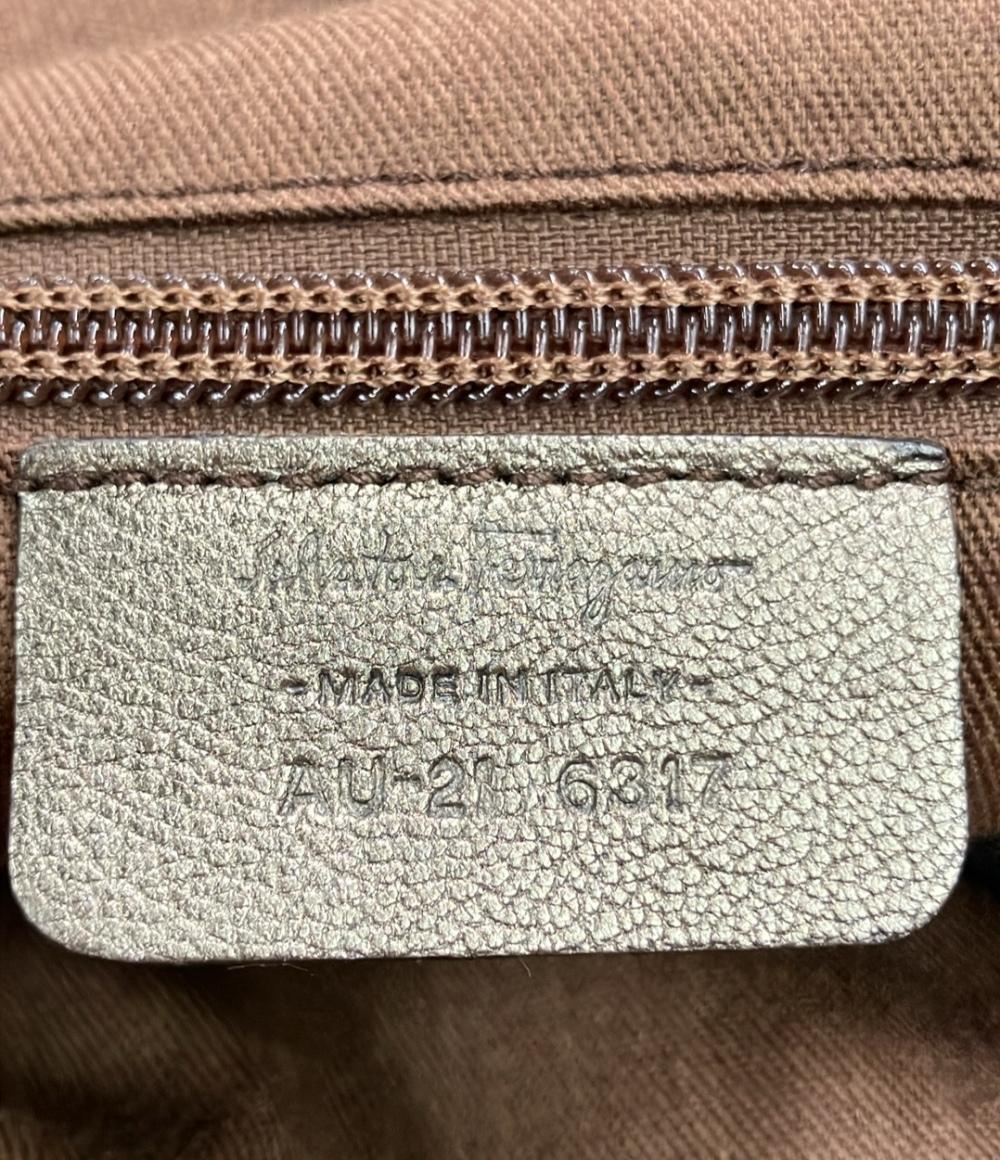 Salvatore Ferragamo
-MADE IN ITALY-
AU-21 6317